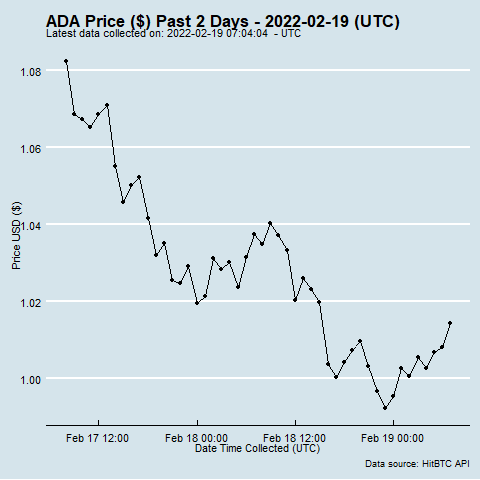 ADA Price ($) Past 2 Days - 2022-02-19 (UTC)
Latest data collected on: 2022-02-19 07:04:04 - UTC
1.08
1.06
1.04
1.02
1.00
Price USD ($)
Feb 17 12:00 Feb 18 00:00 Feb 18 12:00 Feb 19 00:00
Date Time Collected (UTC)
Data source: HitBTC API